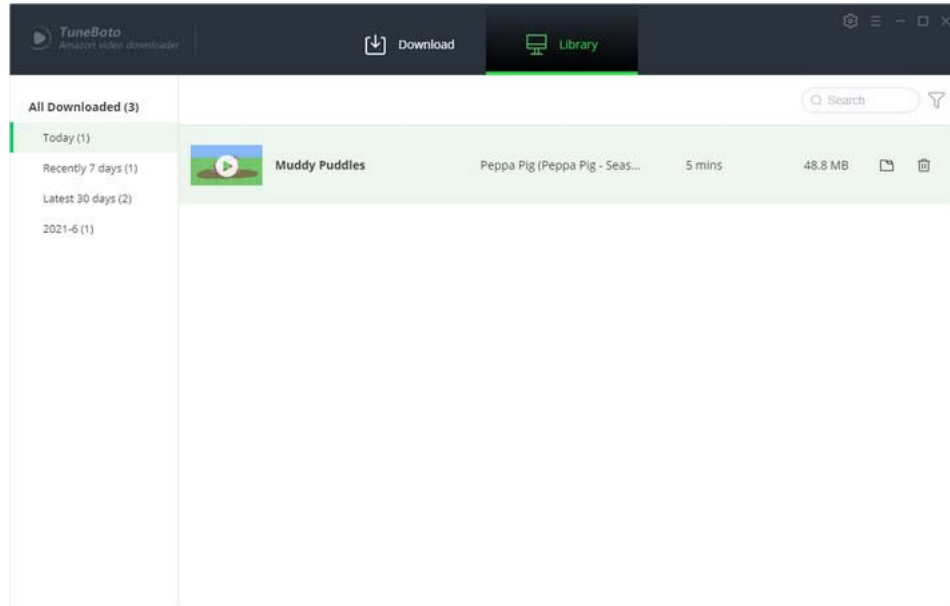 TuneBoto
Amazon video downloader
Download
Library
All Downloaded (3)
Search
Today (1)
Recently 7 days (1)
Latest 30 days (2)
2021-6 (1)
Muddy Puddles Peppa Pig (Peppa Pig - Seas... 5 mins 48.8 MB